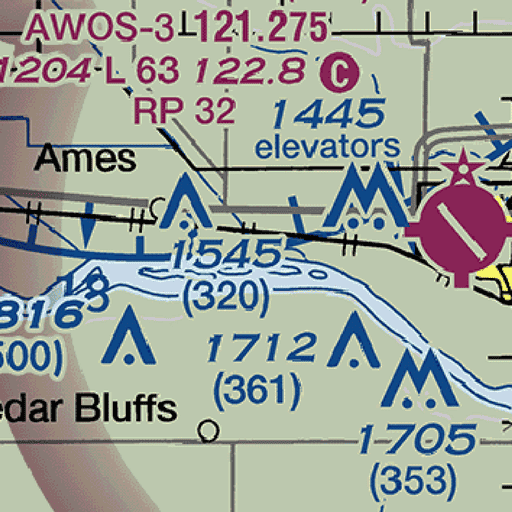 AWOS-3 121.275
1204 L 63 122.8 C
RP 32
1445
elevators
Ames
1545
(320)
816
500)
1712
(361)
edar Bluffs
1705
(353)